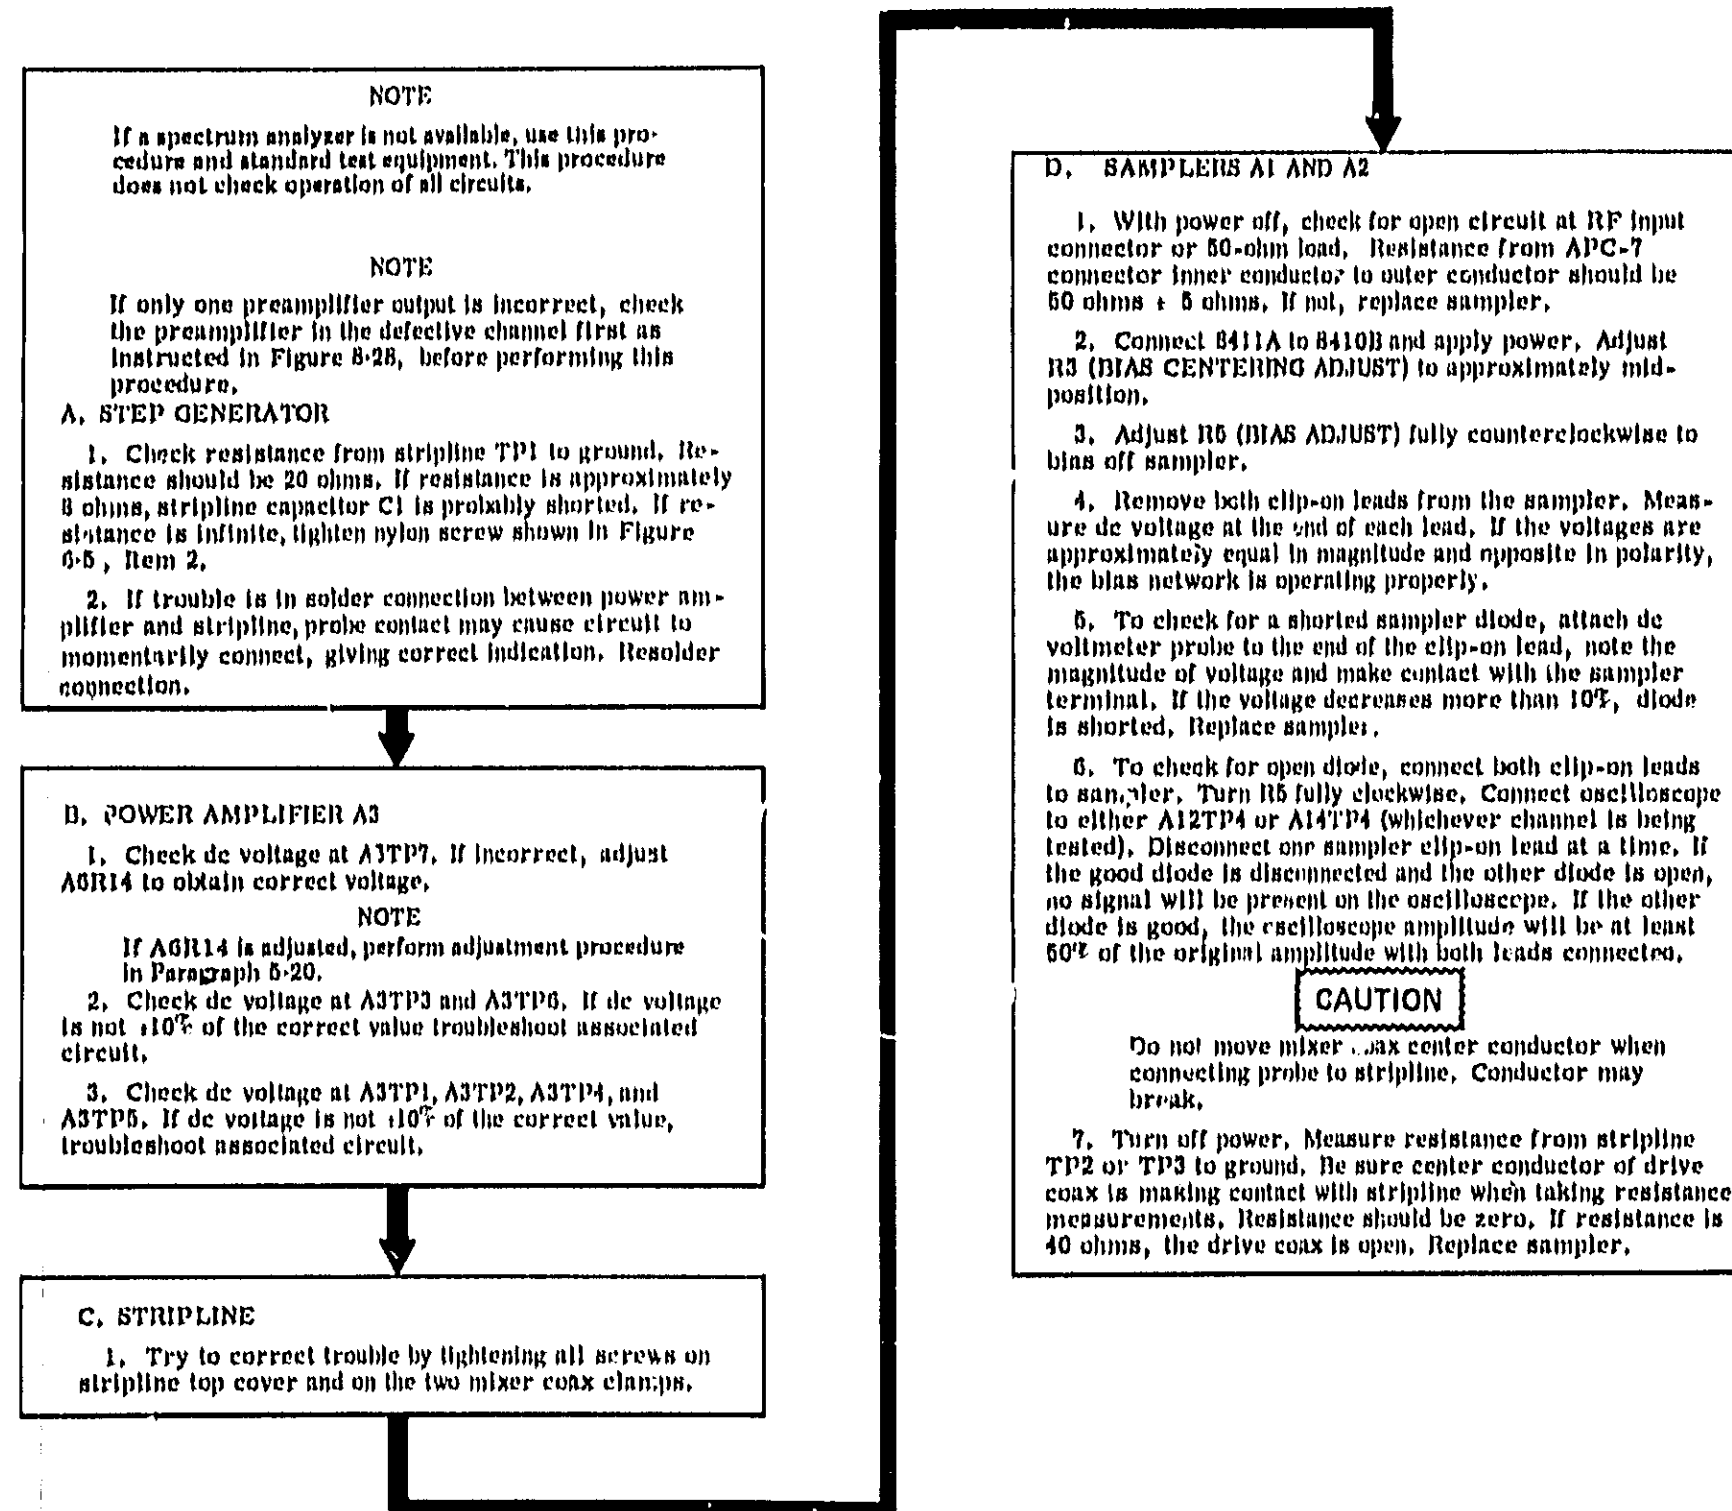 NOTE
If a spectrum analyzer is not available, use this pro-
cedure and standard test equipment. This procedure
does not check operation of all circuits.
NOTE
If only one preamplifier output is incorrect, check
the preamplifier in the defective channel first as
instructed in Figure 8-28, before performing this
procedure.
A. STEP GENERATOR
1. Check resistance from stripline TP1 to ground. Re-
sistance should be 20 ohms. If resistance is approximately
8 ohms, stripline capacitor C1 is probably shorted. If re-
sistance is infinite, tighten nylon screw shown in Figure
6-5, Item 2.
2. If trouble is in solder connection between power am-
plifier and stripline, probe contact may cause circuit to
momentarily connect, giving correct indication. Resolder
connection.
B. POWER AMPLIFIER A3
1. Check dc voltage at A3TP7. If incorrect, adjust
A6R14 to obtain correct voltage.
NOTE
If A6R14 is adjusted, perform adjustment procedure
in Paragraph 5-20.
2. Check dc voltage at A3TP3 and A3TP6. If dc voltage
is not ±10% of the correct value troubleshoot associated
circuit.
3. Check dc voltage at A3TP1, A3TP2, A3TP4, and
A3TP5. If dc voltage is not ±10% of the correct value,
troubleshoot associated circuit.
C. STRIPLINE
1. Try to correct trouble by tightening all screws on
stripline top cover and on the two mixer coax clamps.
D. SAMPLERS A1 AND A2
1. With power off, check for open circuit at RF input
connector or 50-ohm load. Resistance from APC-7
connector inner conductor to outer conductor should be
50 ohms ± 5 ohms. If not, replace sampler.
2. Connect 8411A to 8410B and apply power. Adjust
R3 (BIAS CENTERING ADJUST) to approximately mid-
position.
3. Adjust R5 (BIAS ADJUST) fully counterclockwise to
bias off sampler.
4. Remove both clip-on leads from the sampler. Meas-
ure dc voltage at the end of each lead. If the voltages are
approximately equal in magnitude and opposite in polarity,
the bias network is operating properly.
5. To check for a shorted sampler diode, attach dc
voltmeter probe to the end of the clip-on lead, note the
magnitude of voltage and make contact with the sampler
terminal. If the voltage decreases more than 10%, diode
is shorted. Replace sampler.
6. To check for open diode, connect both clip-on leads
to sampler. Turn R5 fully clockwise. Connect oscilloscope
to either A12TP4 or A14TP4 (whichever channel is being
tested). Disconnect one sampler clip-on lead at a time. If
the good diode is disconnected and the other diode is open,
no signal will be present on the oscilloscope. If the other
diode is good, the oscilloscope amplitude will be at least
50% of the original amplitude with both leads connected.
CAUTION
Do not move mixer coax center conductor when
connecting probe to stripline. Conductor may
break.
7. Turn off power. Measure resistance from stripline
TP2 or TP3 to ground. Be sure center conductor of drive
coax is making contact with stripline when taking resistance
measurements. Resistance should be zero. If resistance is
40 ohms, the drive coax is open. Replace sampler.